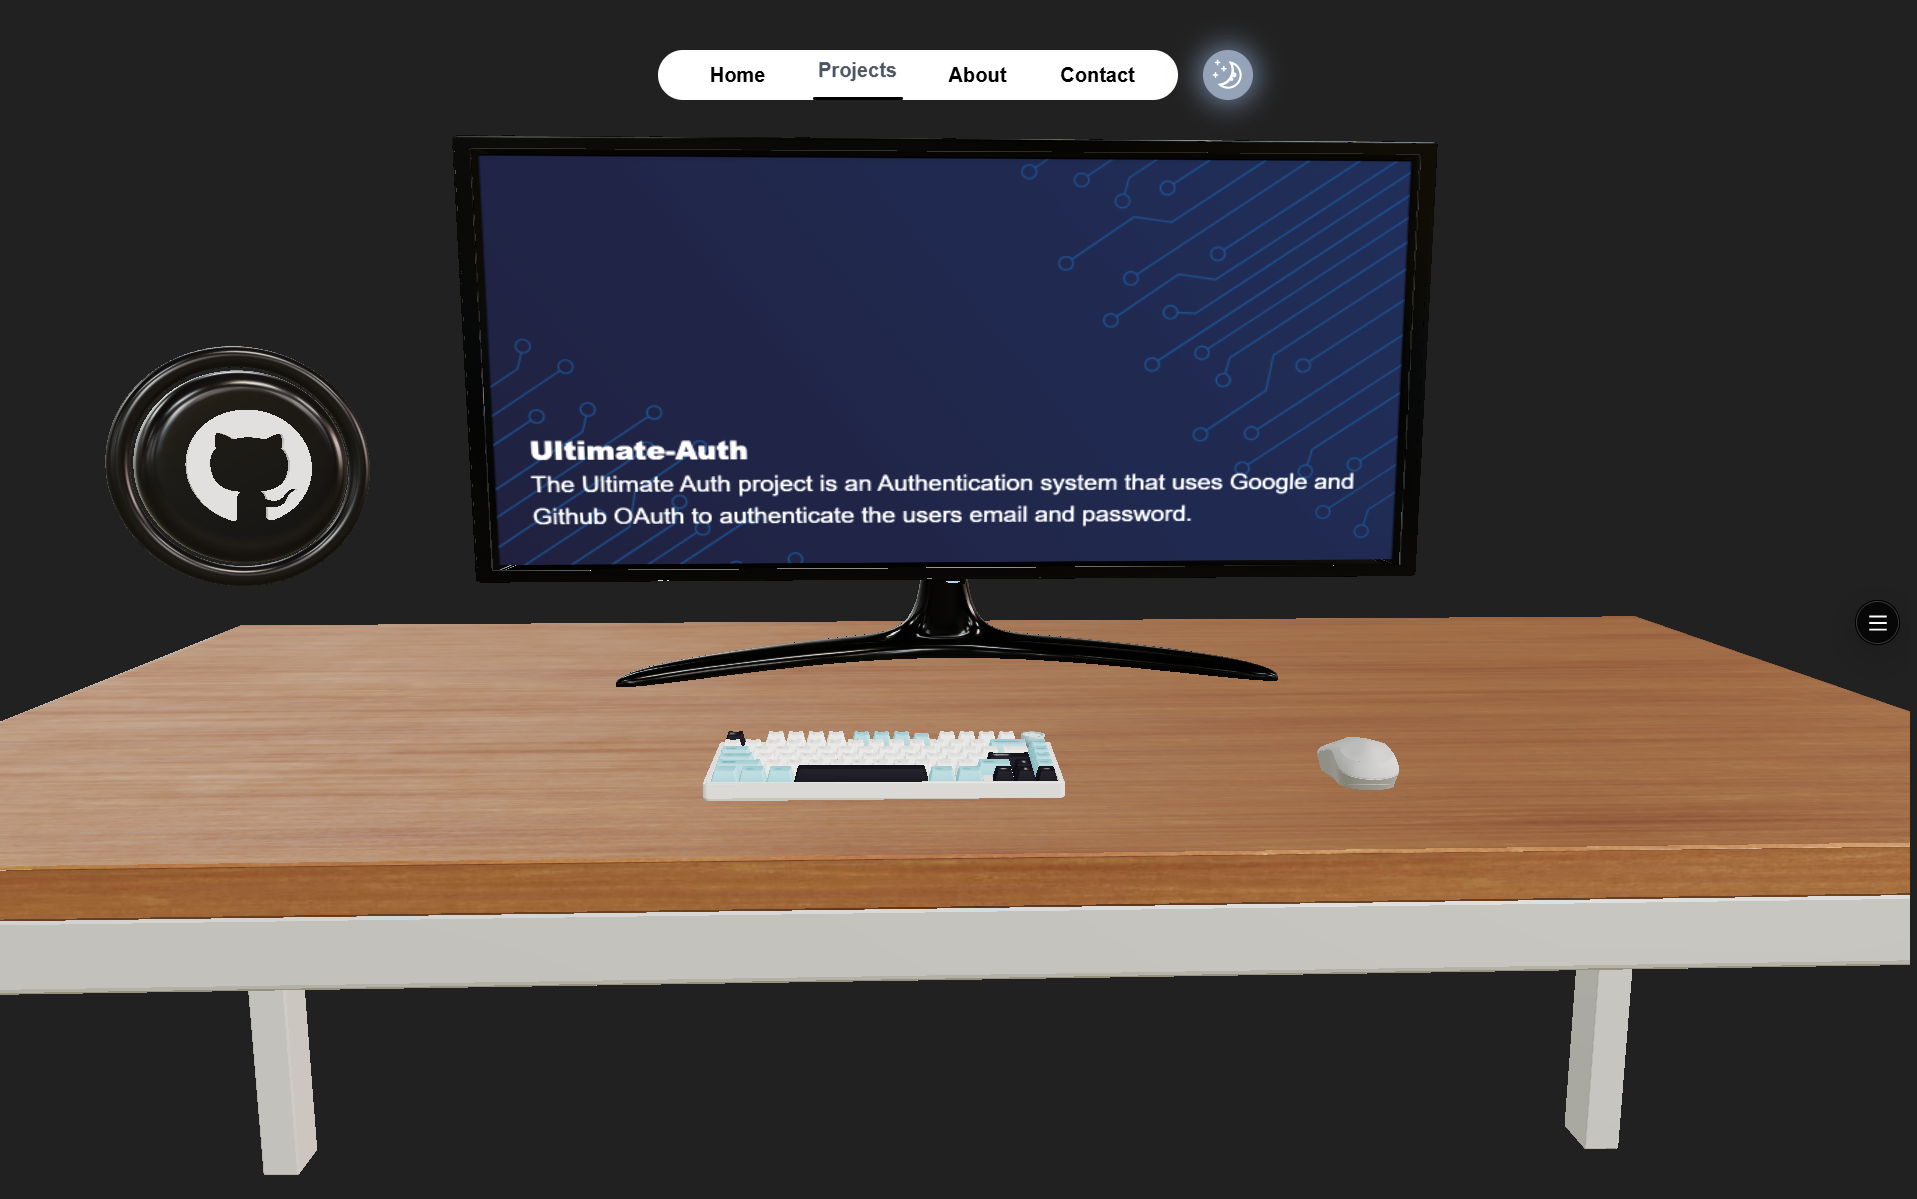 Home
Projects
About
Contact
Ultimate-Auth
The Ultimate Auth project is an Authentication system that uses Google and
Github OAuth to authenticate the users email and password.